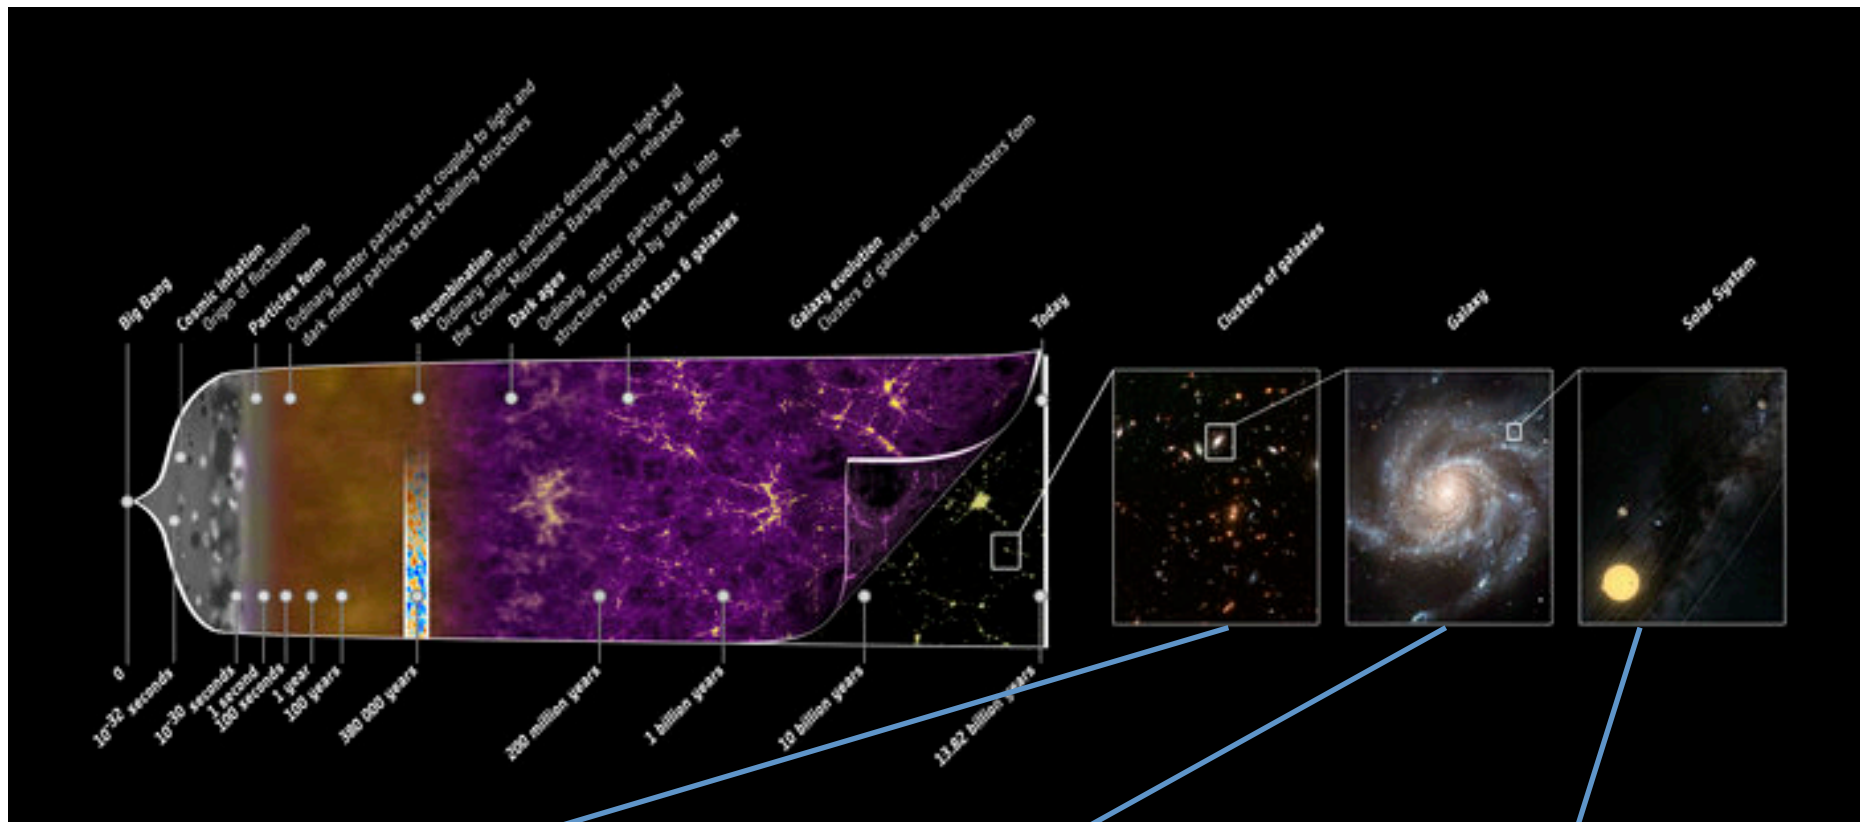 Big Bang
Cosmic inflation
Origin of fluctuations
Particles form
Ordinary matter particles are coupled to light and
dark matter particles start building structures
Recombination
Ordinary matter particles decouple from light and
the Cosmic Microwave Background is released
Dark ages
Ordinary matter particles fall into the
structures created by dark matter
First stars & galaxies
Galaxy evolution
Clusters of galaxies and superclusters form
Today
Clusters of galaxies
Galaxy
Solar System
0
10⁻³² seconds
10⁻³⁰ seconds
1 second
100 seconds
1 year
100 years
380 000 years
200 million years
1 billion years
10 billion years
13.82 billion years